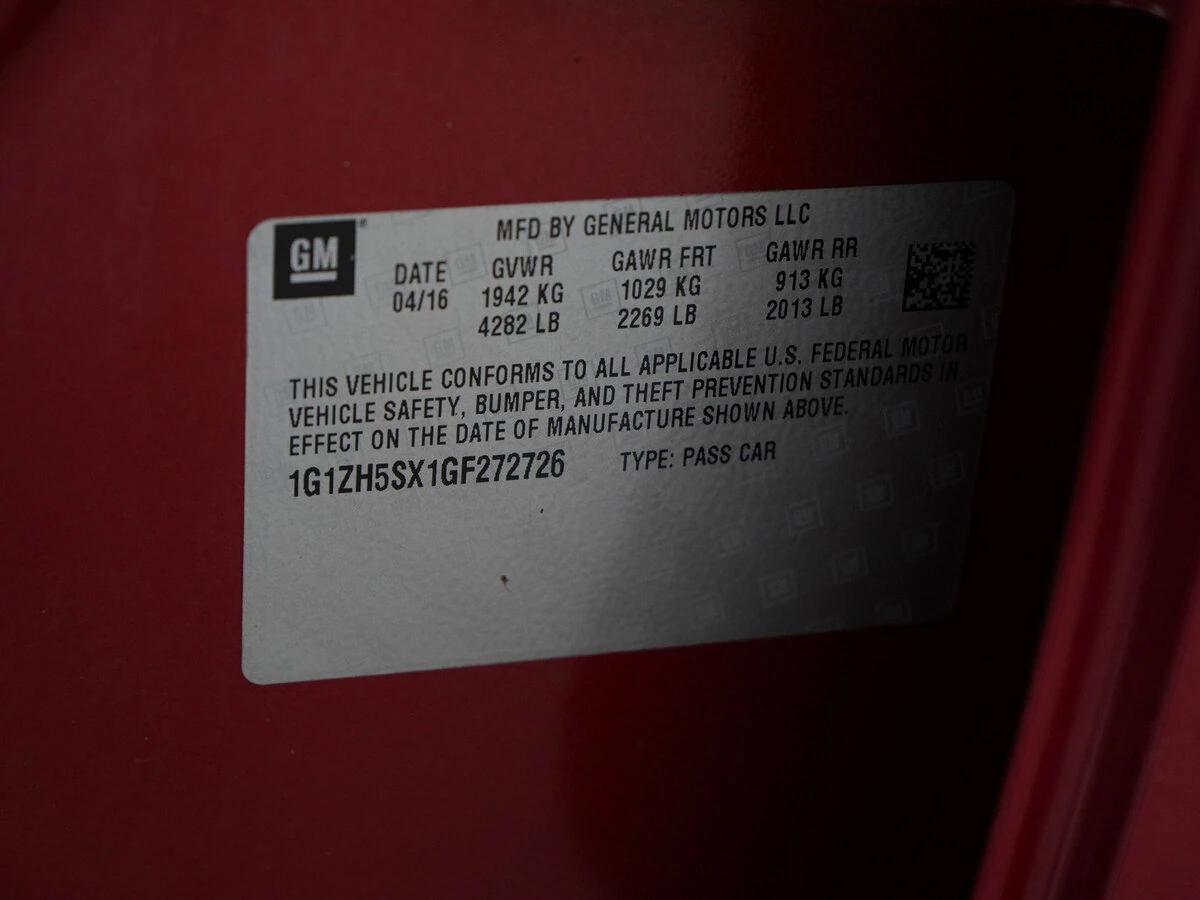 GM
MFD BY GENERAL MOTORS LLC
DATE GVWR GAWR FRT GAWR RR
04/16 1942 KG 1029 KG 913 KG
4282 LB 2269 LB 2013 LB
THIS VEHICLE CONFORMS TO ALL APPLICABLE U.S. FEDERAL MOTOR
VEHICLE SAFETY, BUMPER, AND THEFT PREVENTION STANDARDS IN
EFFECT ON THE DATE OF MANUFACTURE SHOWN ABOVE.
1G1ZH5SX1GF272726 TYPE: PASS CAR